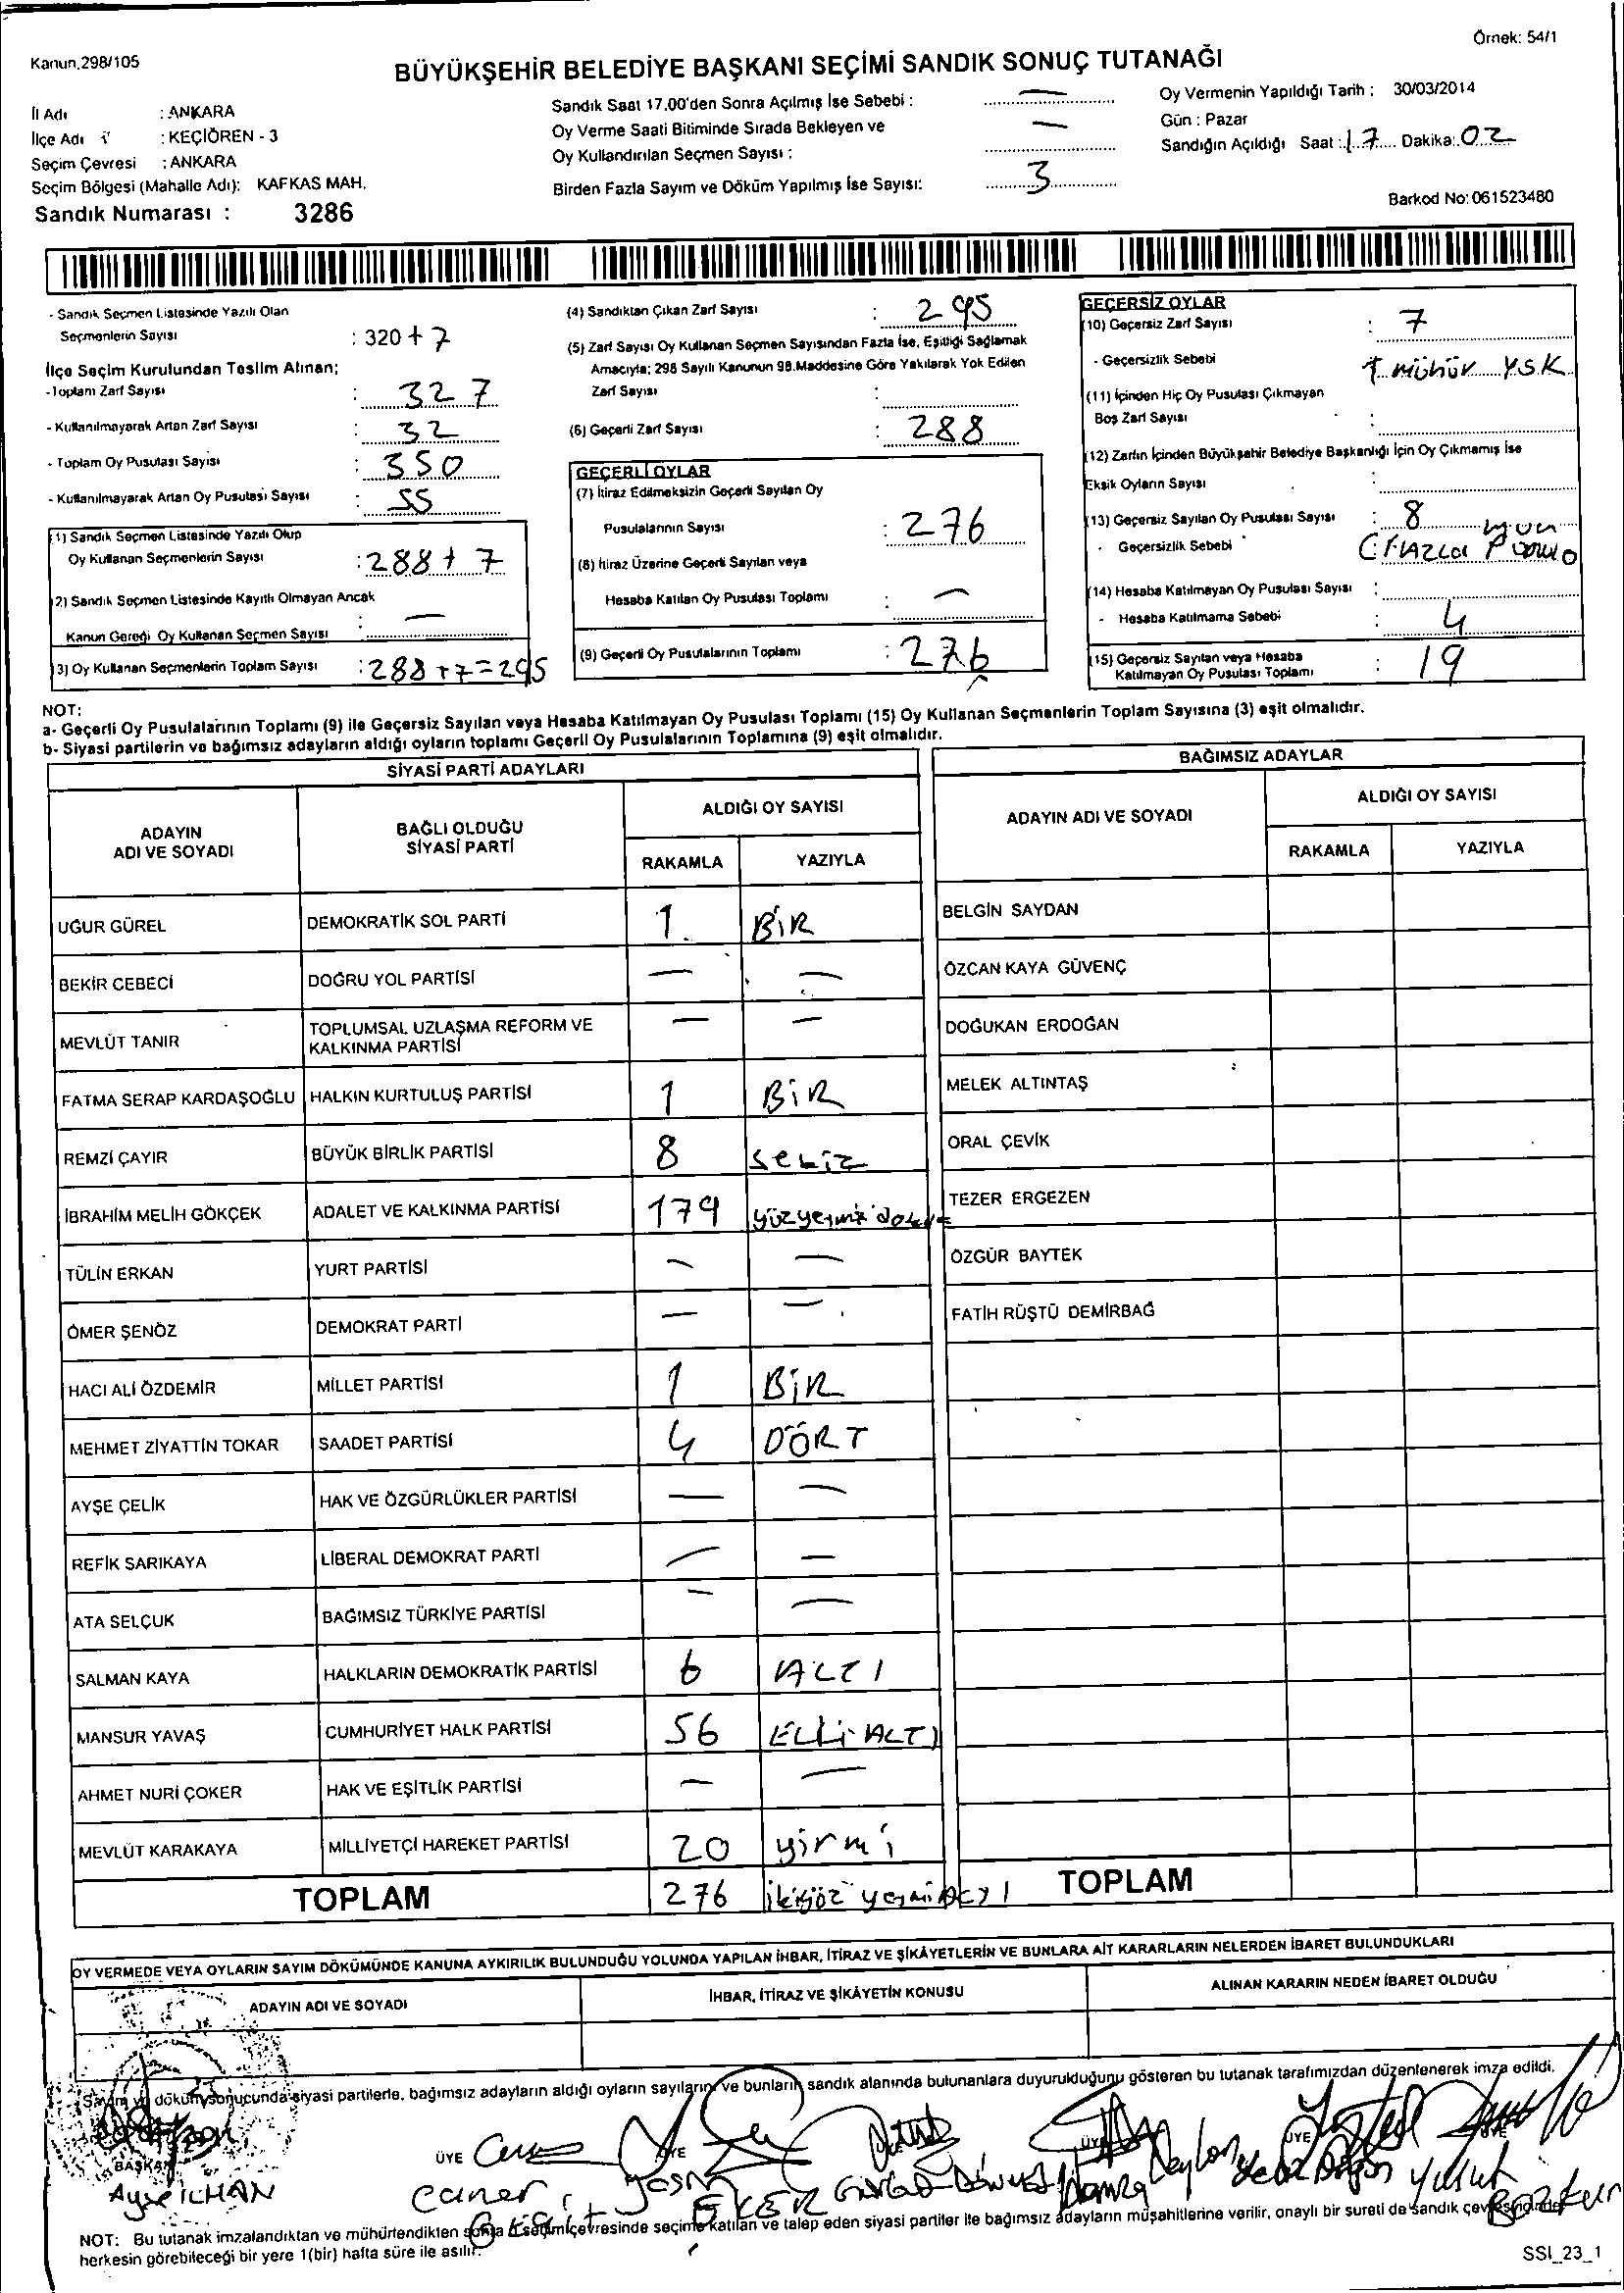 Örnek: 54/1
Kanun.298/105
BÜYÜKŞEHİR BELEDİYE BAŞKANI SEÇİMİ SANDIK SONUÇ TUTANAĞI
İl Adı : ANKARA
İlçe Adı : KEÇİÖREN - 3
Seçim Çevresi : ANKARA
Seçim Bölgesi (Mahalle Adı): KAFKAS MAH.
Sandık Numarası : 3286
Sandık Saat 17.00'den Sonra Açılmış İse Sebebi : —
Oy Verme Saati Bitiminde Sırada Bekleyen ve
Oy Kullandırılan Seçmen Sayısı : —
Birden Fazla Sayım ve Döküm Yapılmış İse Sayısı: 3
Oy Vermenin Yapıldığı Tarih : 30/03/2014
Gün : Pazar
Sandığın Açıldığı Saat : 17 Dakika: 02
Barkod No: 061523480
- Sandık Seçmen Listesinde Yazılı Olan
Seçmenlerin Sayısı : 320 + 7
İlçe Seçim Kurulundan Teslim Alınan;
- Toplam Zarf Sayısı : 327
- Kullanılmayarak Artan Zarf Sayısı : 32
- Toplam Oy Pusulası Sayısı : 350
- Kullanılmayarak Artan Oy Pusulası Sayısı : 55
(1) Sandık Seçmen Listesinde Yazılı Olup
Oy Kullanan Seçmenlerin Sayısı : 288 + 7
(2) Sandık Seçmen Listesinde Kayıtlı Olmayan Ancak
Kanun Gereği Oy Kullanan Seçmen Sayısı : —
(3) Oy Kullanan Seçmenlerin Toplam Sayısı : 288+7=295
(4) Sandıktan Çıkan Zarf Sayısı : 295
(5) Zarf Sayısı Oy Kullanan Seçmen Sayısından Fazla İse, Eşitliği Sağlamak
Amacıyla; 298 Sayılı Kanunun 98.Maddesine Göre Yakılarak Yok Edilen
Zarf Sayısı :
(6) Geçerli Zarf Sayısı : 288
GEÇERLİ OYLAR
(7) İtiraz Edilmeksizin Geçerli Sayılan Oy
Pusulalarının Sayısı : 276
(8) İtiraz Üzerine Geçerli Sayılan veya
Hesaba Katılan Oy Pusulası Toplamı : —
(9) Geçerli Oy Pusulalarının Toplamı : 276
GEÇERSİZ OYLAR
(10) Geçersiz Zarf Sayısı : 7
- Geçersizlik Sebebi mühür YSK
(11) İçinden Hiç Oy Pusulası Çıkmayan
Boş Zarf Sayısı :
(12) Zarfın İçinden Büyükşehir Belediye Başkanlığı İçin Oy Çıkmamış İse
Eksik Oyların Sayısı :
(13) Geçersiz Sayılan Oy Pusulası Sayısı : 8
- Geçersizlik Sebebi
(14) Hesaba Katılmayan Oy Pusulası Sayısı :
- Hesaba Katılmama Sebebi : 4
(15) Geçersiz Sayılan veya Hesaba
Katılmayan Oy Pusulası Toplamı : 19
NOT:
a- Geçerli Oy Pusulalarının Toplamı (9) ile Geçersiz Sayılan veya Hesaba Katılmayan Oy Pusulası Toplamı (15) Oy Kullanan Seçmenlerin Toplam Sayısına (3) eşit olmalıdır.
b- Siyasi partilerin ve bağımsız adayların aldığı oyların toplamı Geçerli Oy Pusulalarının Toplamına (9) eşit olmalıdır.
SİYASİ PARTİ ADAYLARI
ADAYIN ADI VE SOYADI BAĞLI OLDUĞU SİYASİ PARTİ ALDIĞI OY SAYISI
RAKAMLA YAZIYLA
UĞUR GÜREL DEMOKRATİK SOL PARTİ 1 BİR
BEKİR CEBECİ DOĞRU YOL PARTİSİ — —
MEVLÜT TANIR TOPLUMSAL UZLAŞMA REFORM VE KALKINMA PARTİSİ — —
FATMA SERAP KARDAŞOĞLU HALKIN KURTULUŞ PARTİSİ 1 BİR
REMZİ ÇAYIR BÜYÜK BİRLİK PARTİSİ 8 sekiz
İBRAHİM MELİH GÖKÇEK ADALET VE KALKINMA PARTİSİ 179
TÜLİN ERKAN YURT PARTİSİ — —
ÖMER ŞENÖZ DEMOKRAT PARTİ — —
HACI ALİ ÖZDEMİR MİLLET PARTİSİ 1 BİR
MEHMET ZİYATTİN TOKAR SAADET PARTİSİ 4 DÖRT
AYŞE ÇELİK HAK VE ÖZGÜRLÜKLER PARTİSİ — —
REFİK SARIKAYA LİBERAL DEMOKRAT PARTİ — —
ATA SELÇUK BAĞIMSIZ TÜRKİYE PARTİSİ — —
SALMAN KAYA HALKLARIN DEMOKRATİK PARTİSİ 6 ALTI
MANSUR YAVAŞ CUMHURİYET HALK PARTİSİ 56 ELLİ ALTI
AHMET NURİ ÇOKER HAK VE EŞİTLİK PARTİSİ — —
MEVLÜT KARAKAYA MİLLİYETÇİ HAREKET PARTİSİ 20 yirmi
TOPLAM 276
BAĞIMSIZ ADAYLAR
ADAYIN ADI VE SOYADI ALDIĞI OY SAYISI
RAKAMLA YAZIYLA
BELGİN SAYDAN
ÖZCAN KAYA GÜVENÇ
DOĞUKAN ERDOĞAN
MELEK ALTINTAŞ
ORAL ÇEVİK
TEZER ERGEZEN
ÖZGÜR BAYTEK
FATİH RÜŞTÜ DEMİRBAĞ
TOPLAM
OY VERMEDE VEYA OYLARIN SAYIM DÖKÜMÜNDE KANUNA AYKIRILIK BULUNDUĞU YOLUNDA YAPILAN İHBAR, İTİRAZ VE ŞİKÂYETLERİN VE BUNLARA AİT KARARLARIN NELERDEN İBARET BULUNDUKLARI
ADAYIN ADI VE SOYADI İHBAR, İTİRAZ VE ŞİKÂYETİN KONUSU ALINAN KARARIN NEDEN İBARET OLDUĞU
Sayım ve döküm sonucunda siyasi partilerle, bağımsız adayların aldığı oyların sayılarını ve bunların sandık alanında bulunanlara duyurulduğunu gösteren bu tutanak tarafımızdan düzenlenerek imza edildi.
BAŞKAN ÜYE ÜYE ÜYE ÜYE
Ayşe İLHAN caner Yasin EKER Hamza Yusuf Bozkurt
NOT: Bu tutanak imzalandıktan ve mühürlendikten sonra o seçim çevresinde seçime katılan ve talep eden siyasi partiler ile bağımsız adayların müşahitlerine verilir, onaylı bir sureti de sandık çevresinde
herkesin görebileceği bir yere 1(bir) hafta süre ile asılır.
SSI_23_1